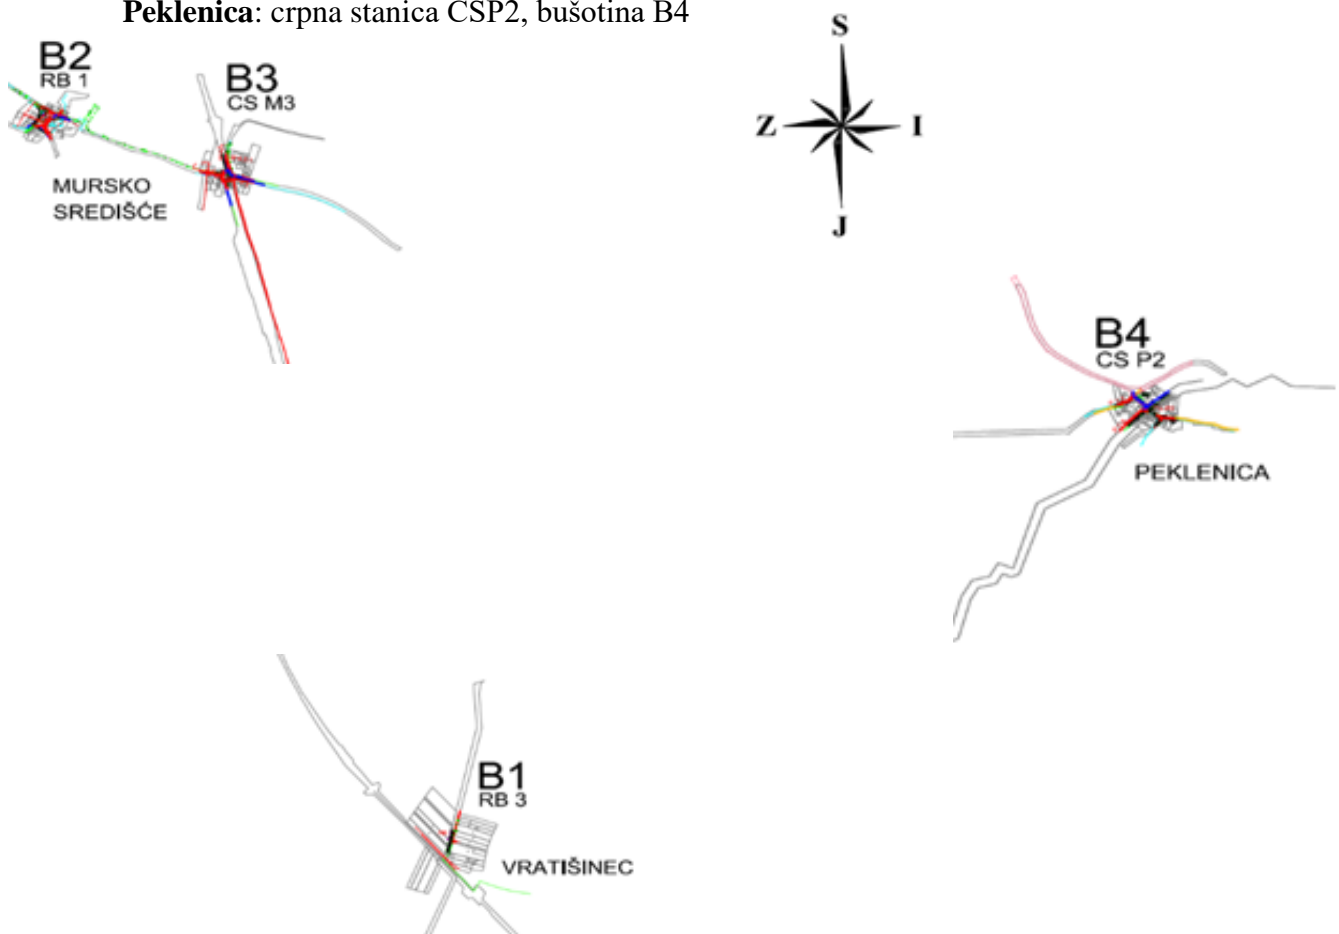 Peklenica: crpna stanica CSP2, bušotina B4
S
Z
I
J
B2
RB 1
B3
CS M3
MURSKO
SREDIŠĆE
B4
CS P2
PEKLENICA
B1
RB 3
VRATIŠINEC